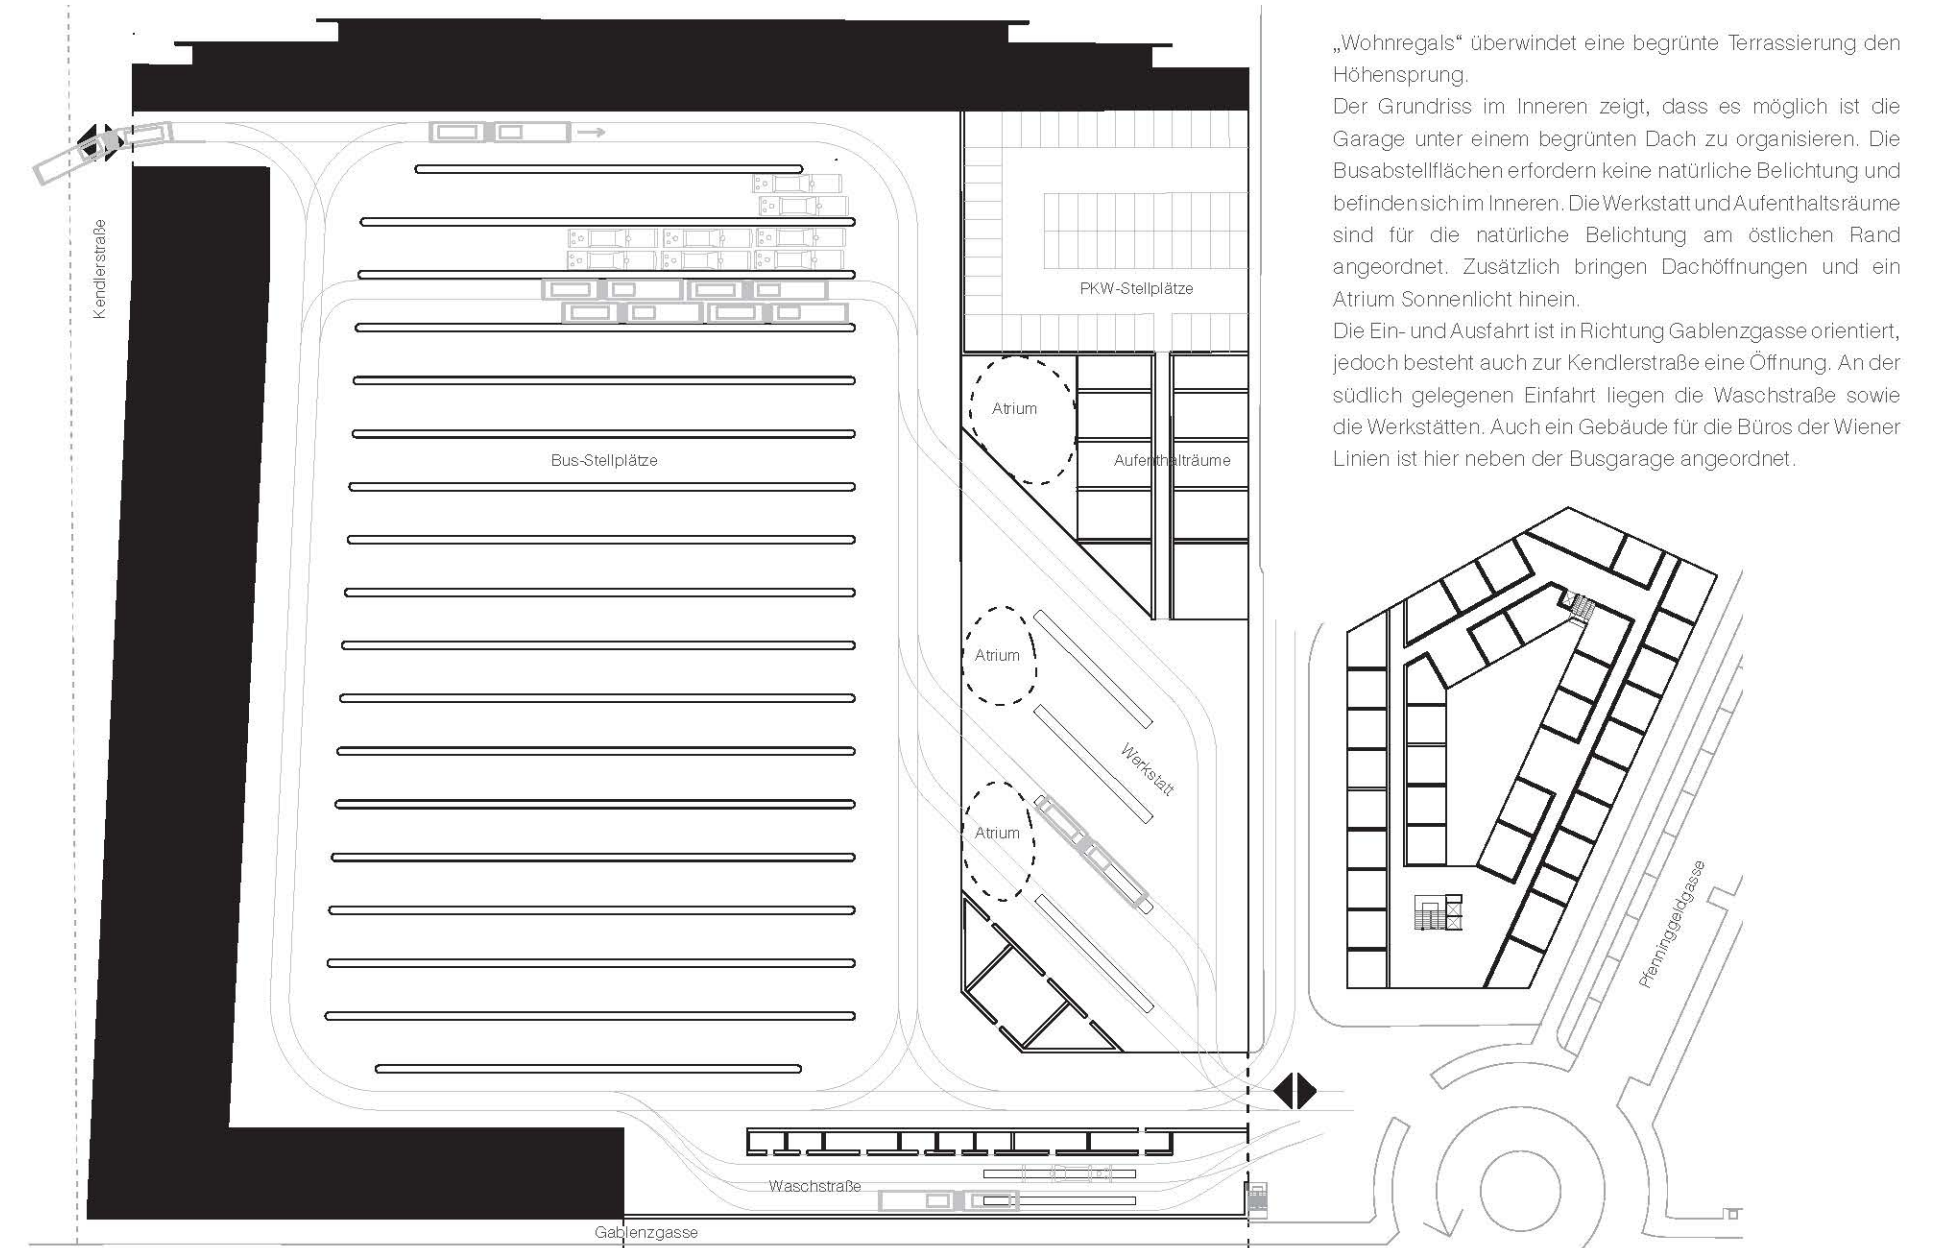 „Wohnregals“ überwindet eine begrünte Terrassierung den
Höhensprung.
Der Grundriss im Inneren zeigt, dass es möglich ist die
Garage unter einem begrünten Dach zu organisieren. Die
Busabstellflächen erfordern keine natürliche Belichtung und
befinden sich im Inneren. Die Werkstatt und Aufenthaltsräume
sind für die natürliche Belichtung am östlichen Rand
angeordnet. Zusätzlich bringen Dachöffnungen und ein
Atrium Sonnenlicht hinein.
Die Ein- und Ausfahrt ist in Richtung Gablenzgasse orientiert,
jedoch besteht auch zur Kendlerstraße eine Öffnung. An der
südlich gelegenen Einfahrt liegen die Waschstraße sowie
die Werkstätten. Auch ein Gebäude für die Büros der Wiener
Linien ist hier neben der Busgarage angeordnet.
Kendlerstraße
PKW-Stellplätze
Atrium
Bus-Stellplätze
Aufenthalträume
Atrium
Werkstatt
Atrium
Pfenninggeldgasse
Waschstraße
Gablenzgasse